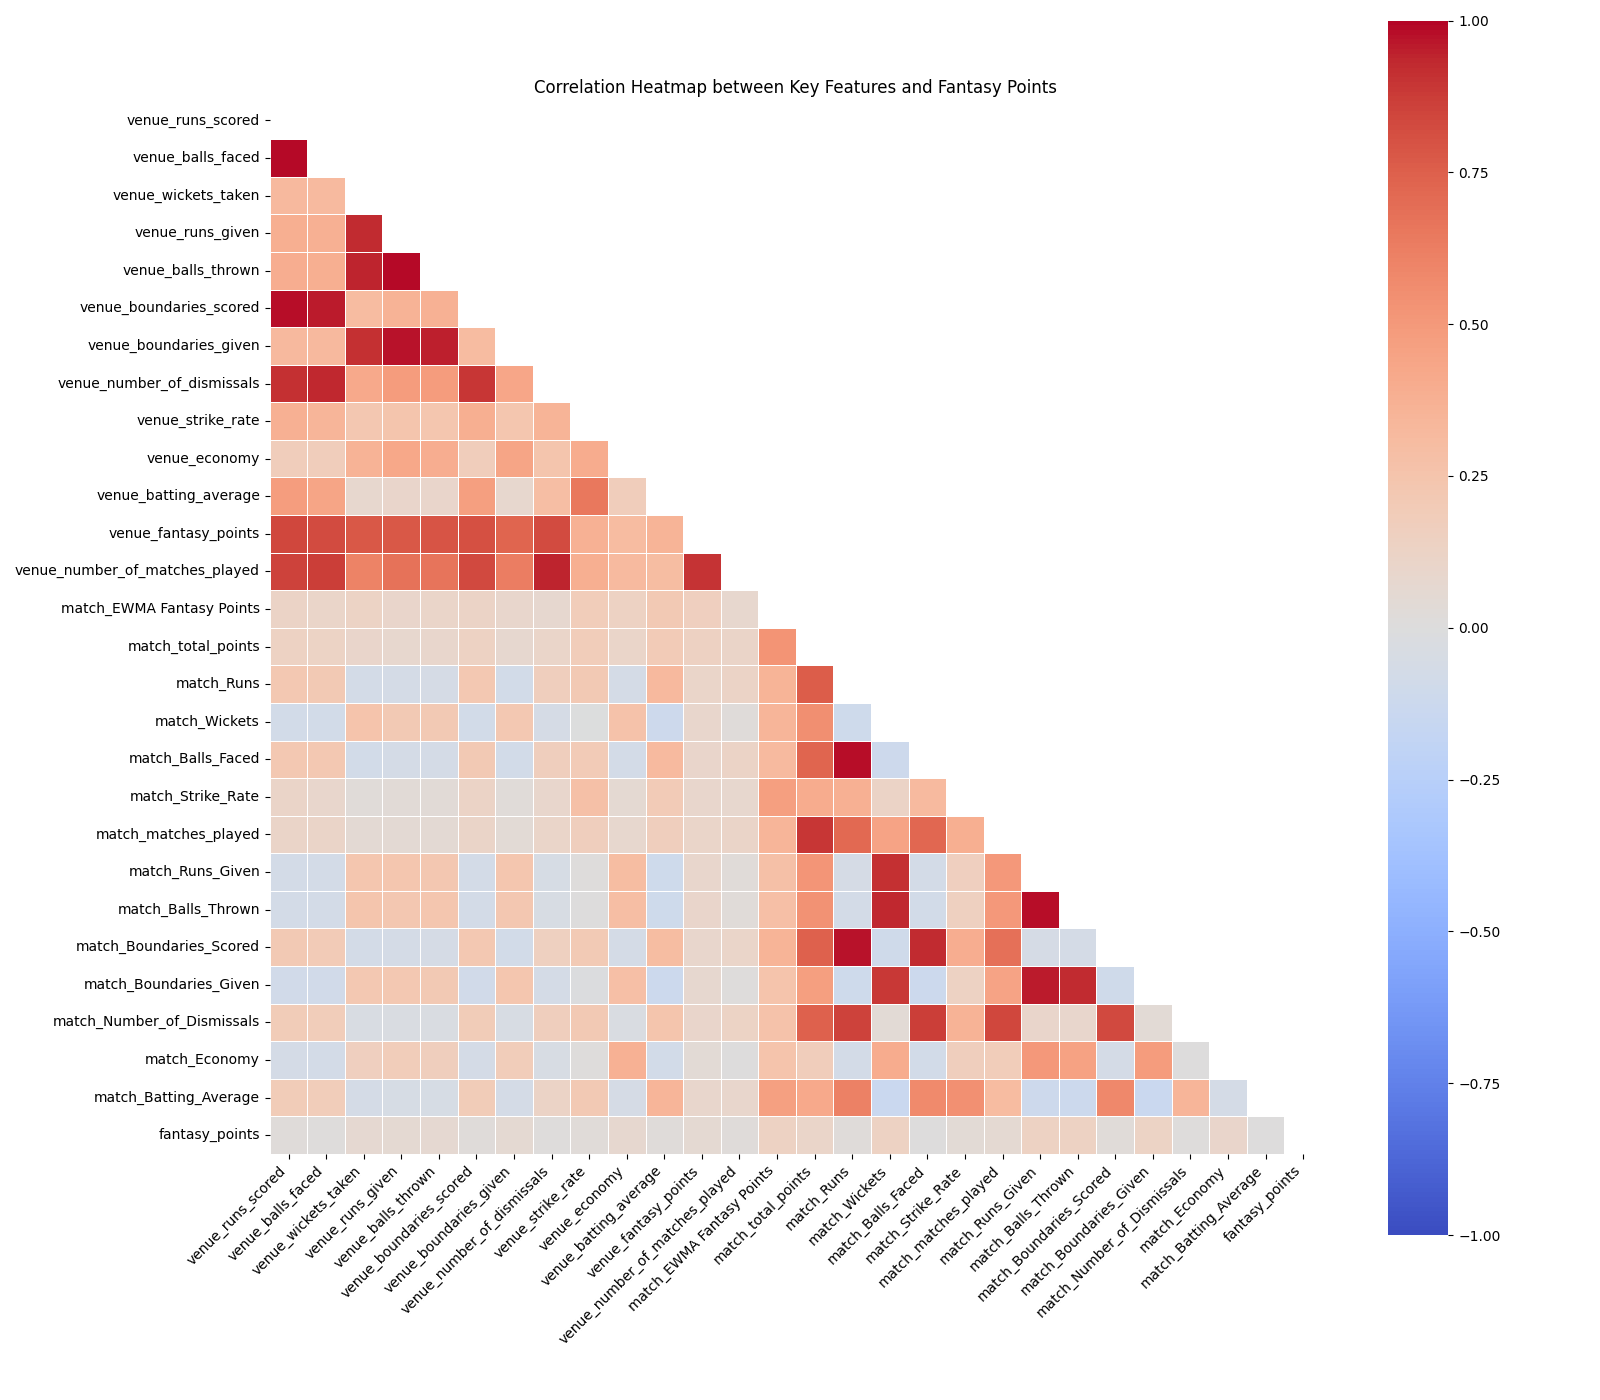 Correlation Heatmap between Key Features and Fantasy Points
venue_runs_scored
venue_balls_faced
venue_wickets_taken
venue_runs_given
venue_balls_thrown
venue_boundaries_scored
venue_boundaries_given
venue_number_of_dismissals
venue_strike_rate
venue_economy
venue_batting_average
venue_fantasy_points
venue_number_of_matches_played
match_EWMA Fantasy Points
match_total_points
match_Runs
match_Wickets
match_Balls_Faced
match_Strike_Rate
match_matches_played
match_Runs_Given
match_Balls_Thrown
match_Boundaries_Scored
match_Boundaries_Given
match_Number_of_Dismissals
match_Economy
match_Batting_Average
fantasy_points
venue_runs_scored
venue_balls_faced
venue_wickets_taken
venue_runs_given
venue_balls_thrown
venue_boundaries_scored
venue_boundaries_given
venue_number_of_dismissals
venue_strike_rate
venue_economy
venue_batting_average
venue_fantasy_points
venue_number_of_matches_played
match_EWMA Fantasy Points
match_total_points
match_Runs
match_Wickets
match_Balls_Faced
match_Strike_Rate
match_matches_played
match_Runs_Given
match_Balls_Thrown
match_Boundaries_Scored
match_Boundaries_Given
match_Number_of_Dismissals
match_Economy
match_Batting_Average
fantasy_points
1.00
0.75
0.50
0.25
0.00
−0.25
−0.50
−0.75
−1.00